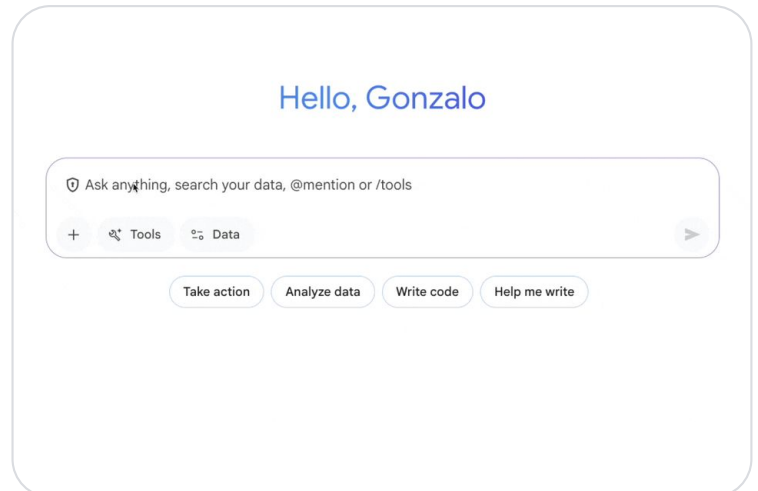 Hello, Gonzalo
Ask anything, search your data, @mention or /tools
Tools Data
Take action Analyze data Write code Help me write